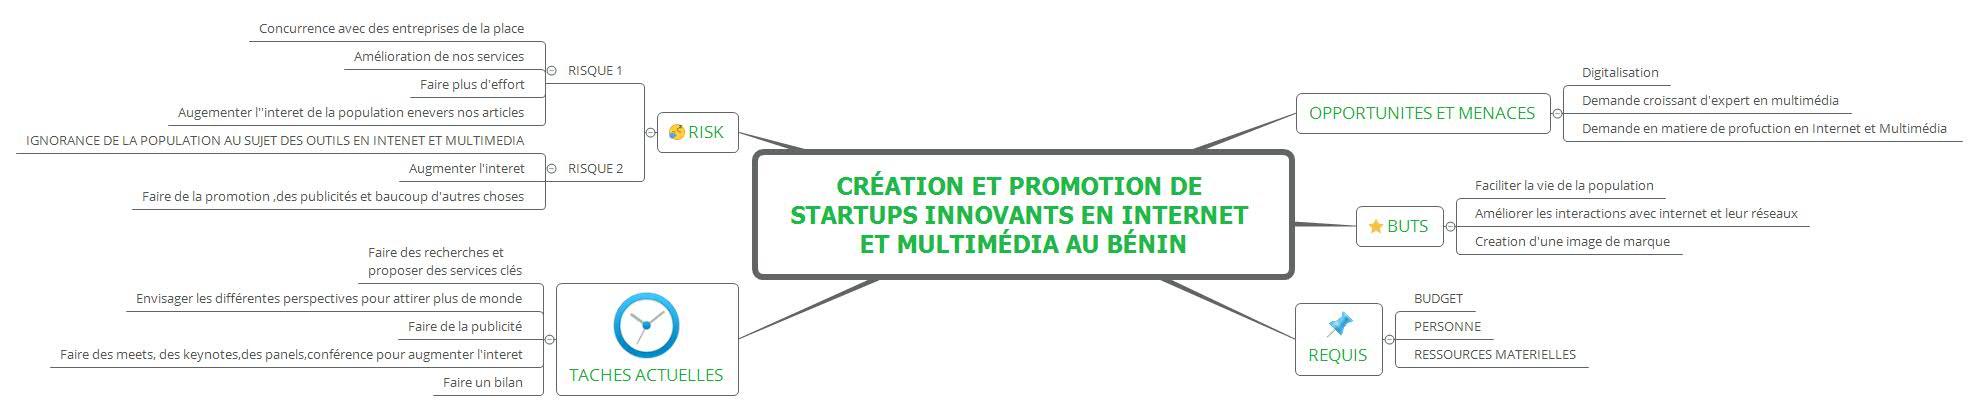 CRÉATION ET PROMOTION DE
STARTUPS INNOVANTS EN INTERNET
ET MULTIMÉDIA AU BÉNIN
RISK
RISQUE 1
Concurrence avec des entreprises de la place
Amélioration de nos services
Faire plus d'effort
Augementer l''interet de la population enevers nos articles
RISQUE 2
IGNORANCE DE LA POPULATION AU SUJET DES OUTILS EN INTENET ET MULTIMEDIA
Augmenter l'interet
Faire de la promotion ,des publicités et baucoup d'autres choses
TACHES ACTUELLES
Faire des recherches et
proposer des services clés
Envisager les différentes perspectives pour attirer plus de monde
Faire de la publicité
Faire des meets, des keynotes,des panels,conférence pour augmenter l'interet
Faire un bilan
OPPORTUNITES ET MENACES
Digitalisation
Demande croissant d'expert en multimédia
Demande en matiere de profuction en Internet et Multimédia
BUTS
Faciliter la vie de la population
Améliorer les interactions avec internet et leur réseaux
Creation d'une image de marque
REQUIS
BUDGET
PERSONNE
RESSOURCES MATERIELLES